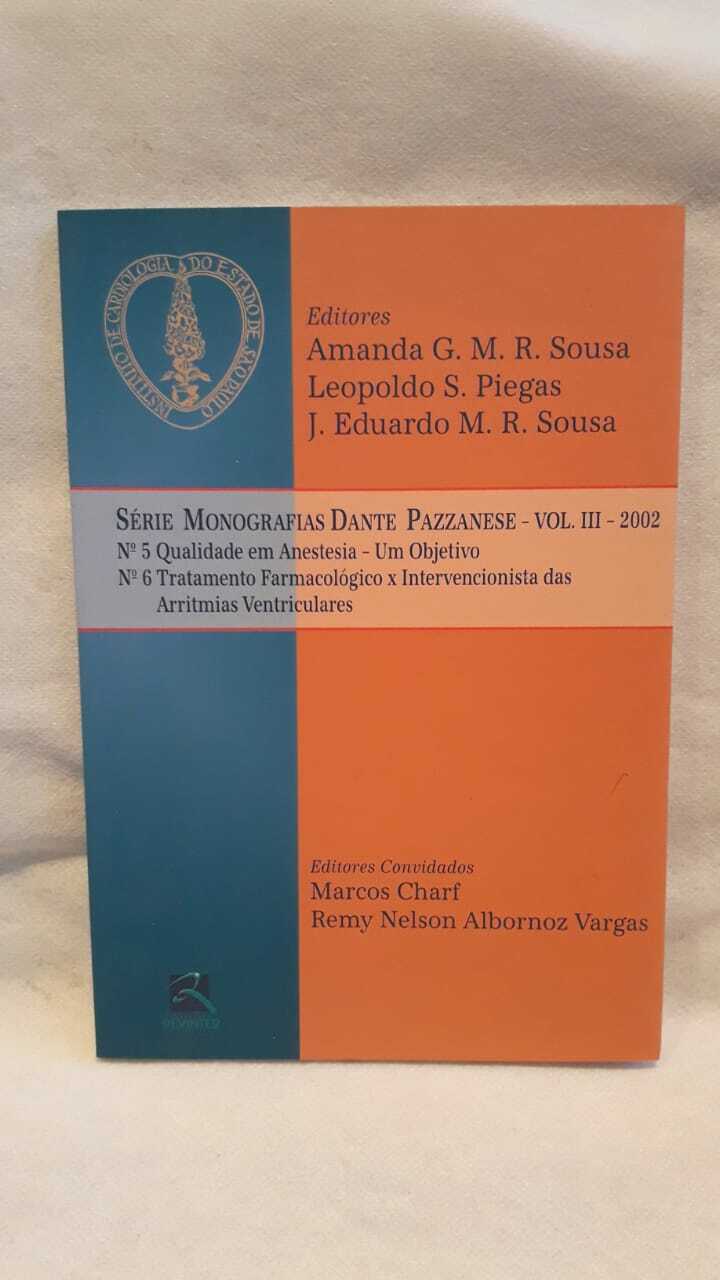 INSTITUTO DE CARDIOLOGIA DO ESTADO DE SÃO PAULO
Editores
Amanda G. M. R. Sousa
Leopoldo S. Piegas
J. Eduardo M. R. Sousa
SÉRIE MONOGRAFIAS DANTE PAZZANESE – VOL. III – 2002
Nº 5 Qualidade em Anestesia – Um Objetivo
Nº 6 Tratamento Farmacológico x Intervencionista das
Arritmias Ventriculares
Editores Convidados
Marcos Charf
Remy Nelson Albornoz Vargas
REVINTER